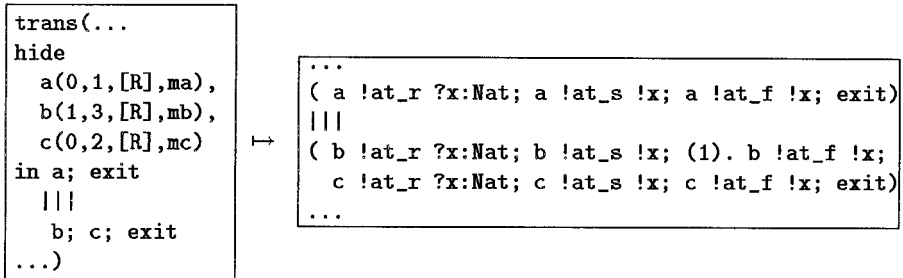 trans(...
hide
a(0,1,[R],ma),
b(1,3,[R],mb),
c(0,2,[R],mc)
in a; exit
|||
b; c; exit
...)
↦
...
( a !at_r ?x:Nat; a !at_s !x; a !at_f !x; exit)
|||
( b !at_r ?x:Nat; b !at_s !x; (1). b !at_f !x;
c !at_r ?x:Nat; c !at_s !x; c !at_f !x; exit)
...